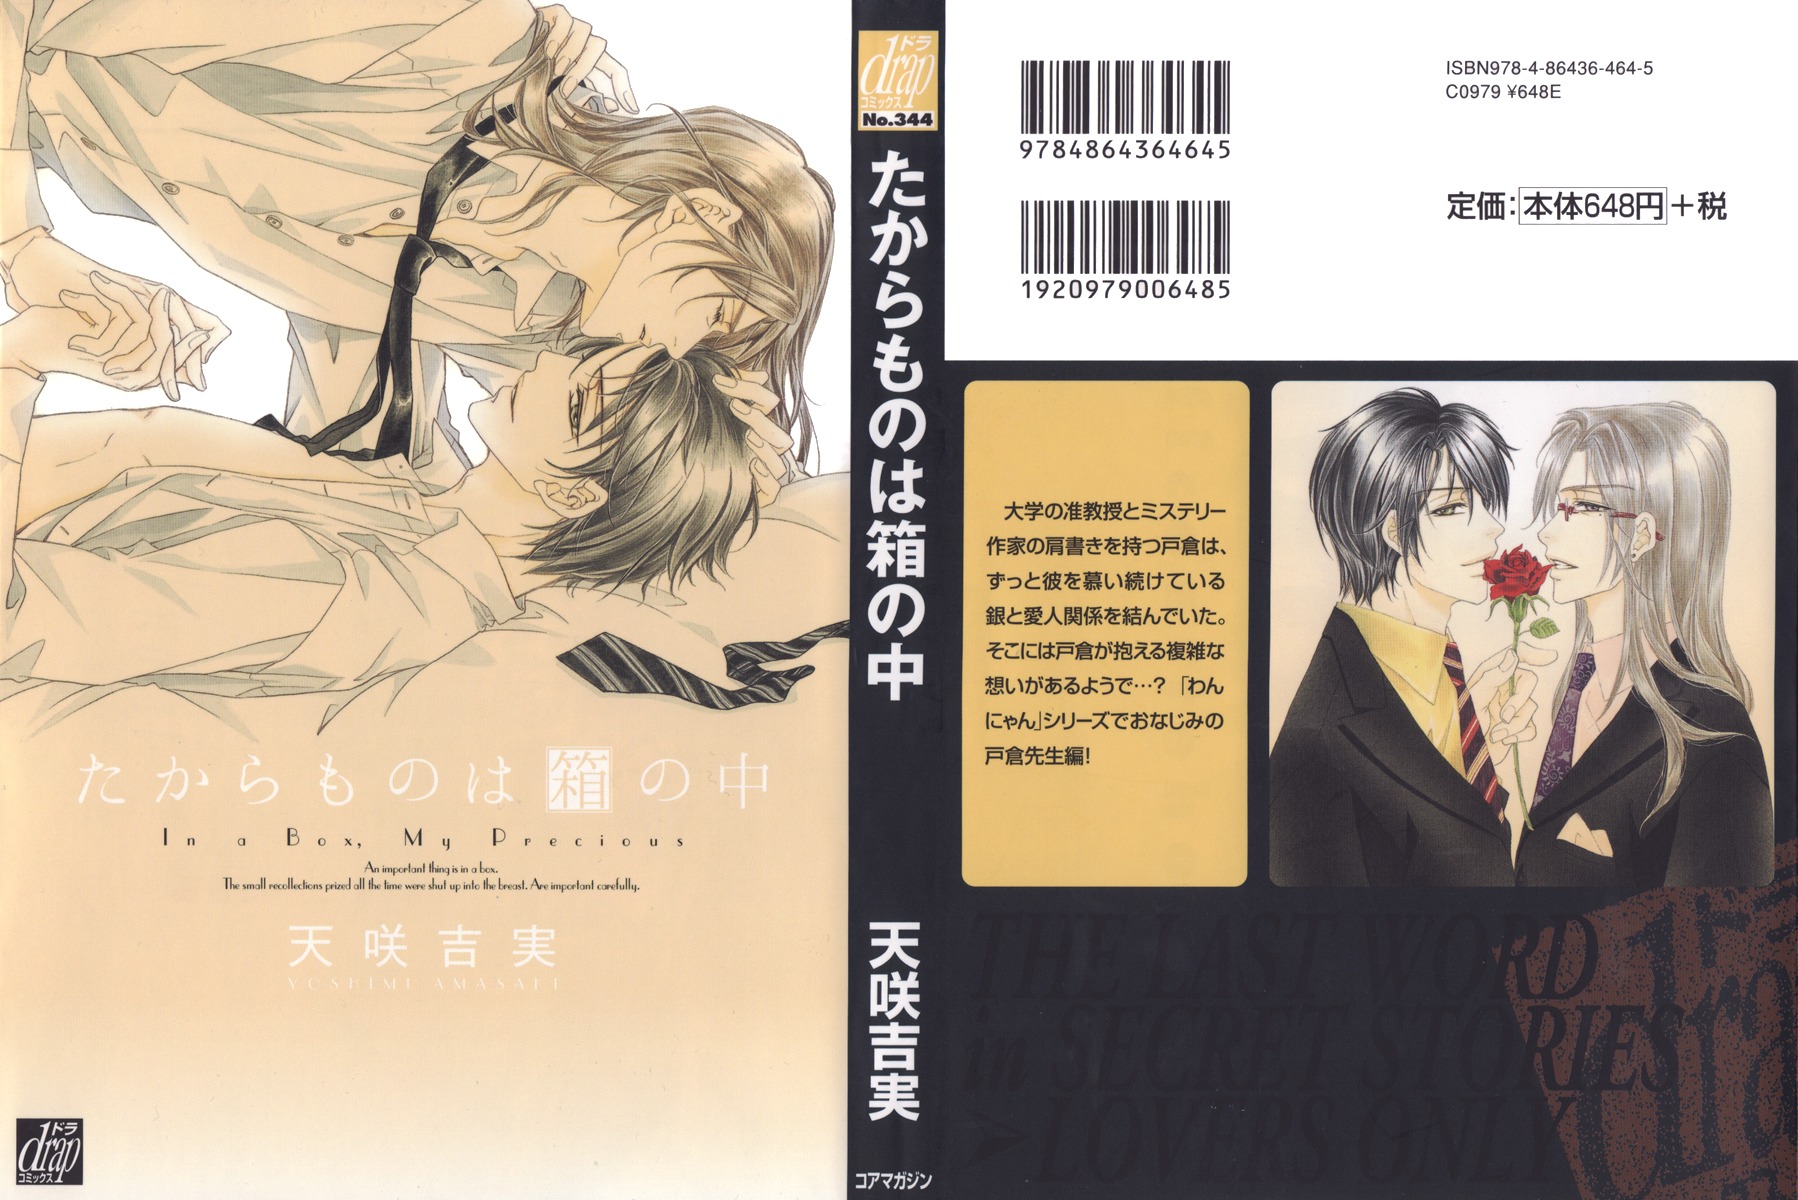 たからものは箱の中
In a Box, My Precious
An important thing is in a box.
The small recollections prized all the time were shut up into the breast. Are important carefully.
天咲吉実
YOSHIMI AMASAKI
ドラ
drap
コミックス
ドラ
drap
コミックス
No.344
たからものは箱の中
天咲吉実
コアマガジン
9784864364645
1920979006485
ISBN978-4-86436-464-5
C0979 ¥648E
定価:本体648円+税
大学の准教授とミステリー
作家の肩書きを持つ戸倉は、
ずっと彼を慕い続けている
銀と愛人関係を結んでいた。
そこには戸倉が抱える複雑な
想いがあるようで…?「わん
にゃん」シリーズでおなじみの
戸倉先生編!
THE LAST WORD
in SECRET STORIES
LOVERS ONLY